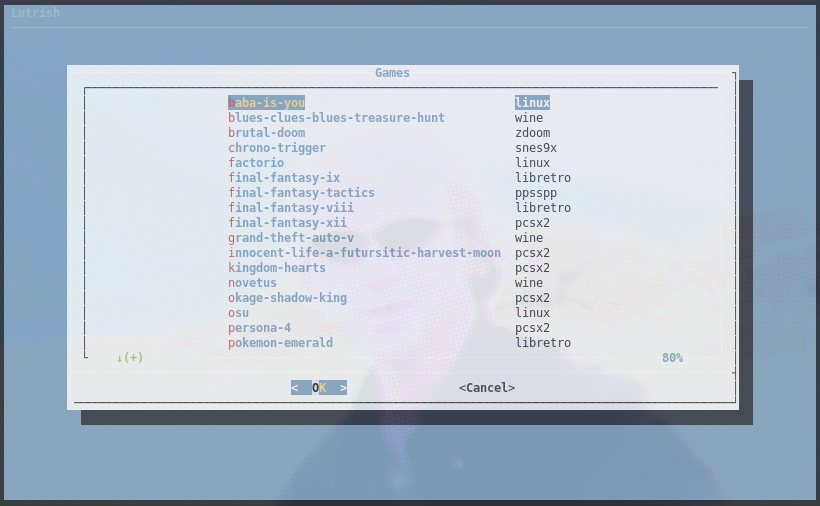 Lutrish
Games
baba-is-you linux
blues-clues-blues-treasure-hunt wine
brutal-doom zdoom
chrono-trigger snes9x
factorio linux
final-fantasy-ix libretro
final-fantasy-tactics ppsspp
final-fantasy-viii libretro
final-fantasy-xii pcsx2
grand-theft-auto-v wine
innocent-life-a-futursitic-harvest-moon pcsx2
kingdom-hearts pcsx2
novetus wine
okage-shadow-king pcsx2
osu linux
persona-4 pcsx2
pokemon-emerald libretro
↓(+) 80%
< OK > <Cancel>